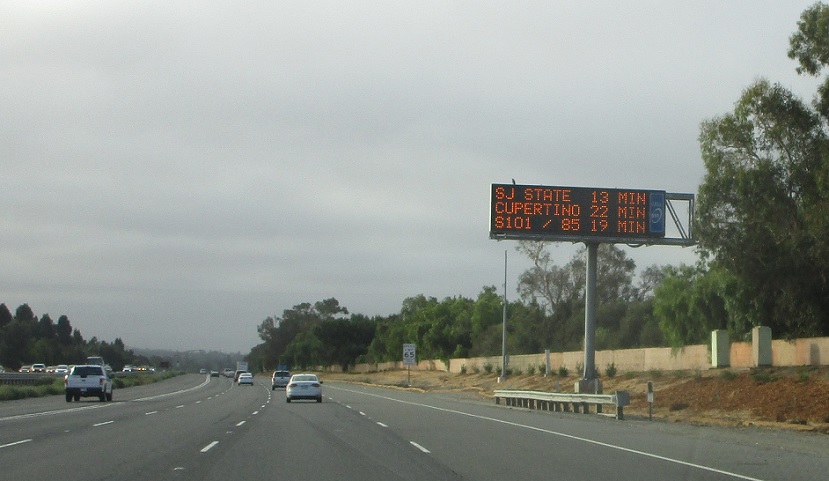 SJ STATE 13 MIN
CUPERTINO 22 MIN
S101 / 85 19 MIN
65